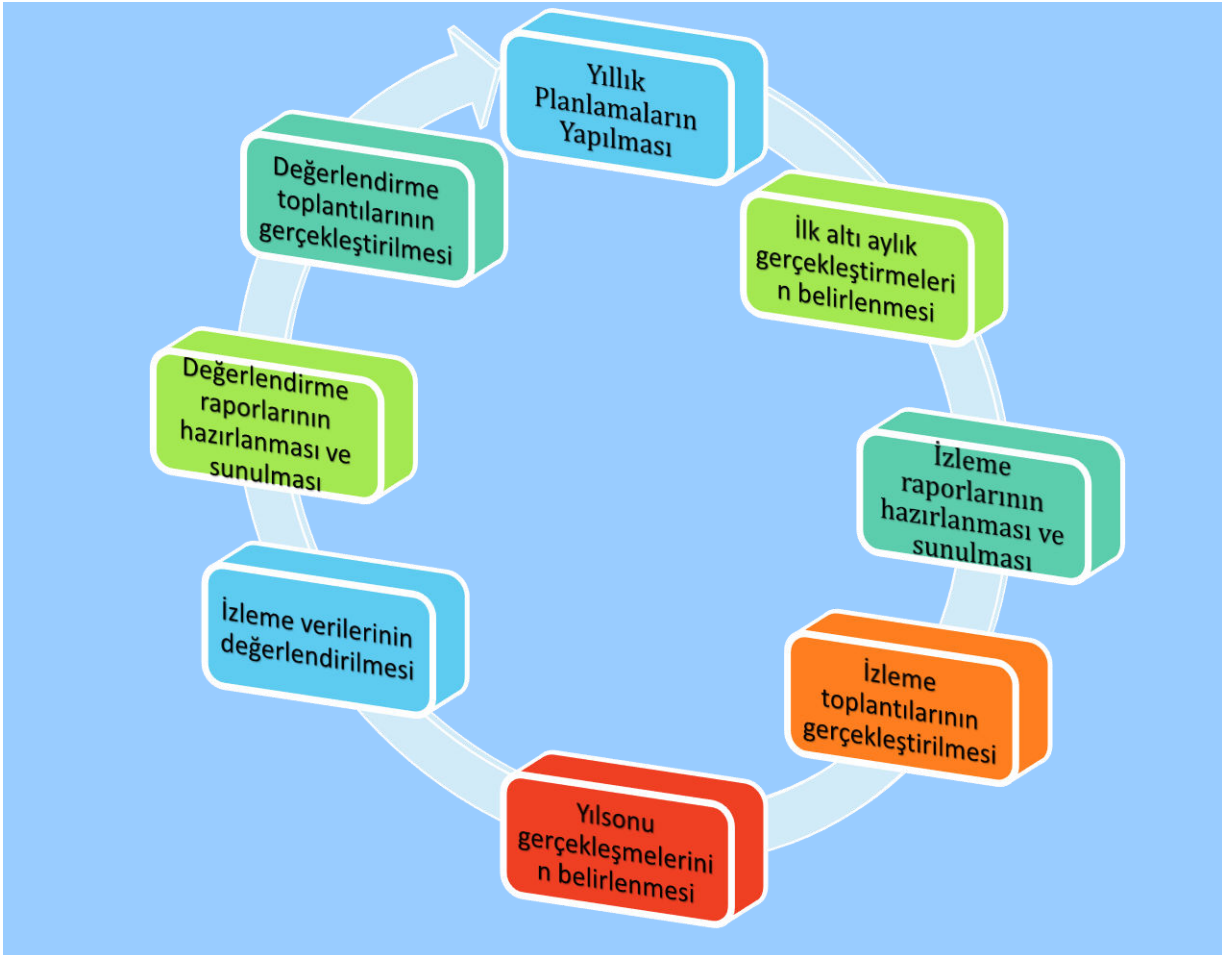 Yıllık
Planlamaların
Yapılması
İlk altı aylık
gerçekleştirmeleri
n belirlenmesi
İzleme
raporlarının
hazırlanması ve
sunulması
İzleme
toplantılarının
gerçekleştirilmesi
Yılsonu
gerçekleşmelerini
n belirlenmesi
İzleme verilerinin
değerlendirilmesi
Değerlendirme
raporlarının
hazırlanması ve
sunulması
Değerlendirme
toplantılarının
gerçekleştirilmesi